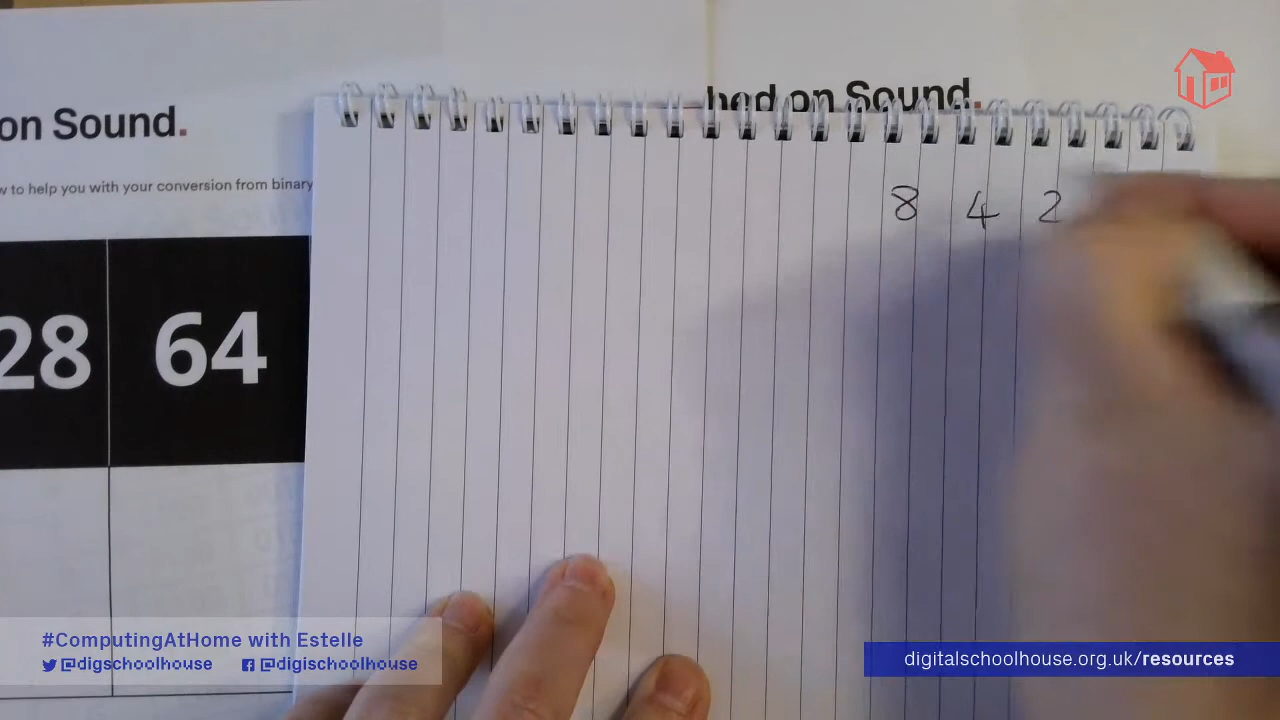 on Sound.
hed on Sound.
w to help you with your conversion from binary
8 4 2
28 64
#ComputingAtHome with Estelle
@digschoolhouse @digischoolhouse
digitalschoolhouse.org.uk/resources